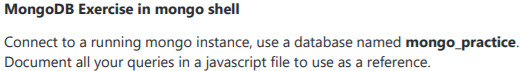 MongoDB Exercise in mongo shell
Connect to a running mongo instance, use a database named mongo_practice.
Document all your queries in a javascript file to use as a reference.